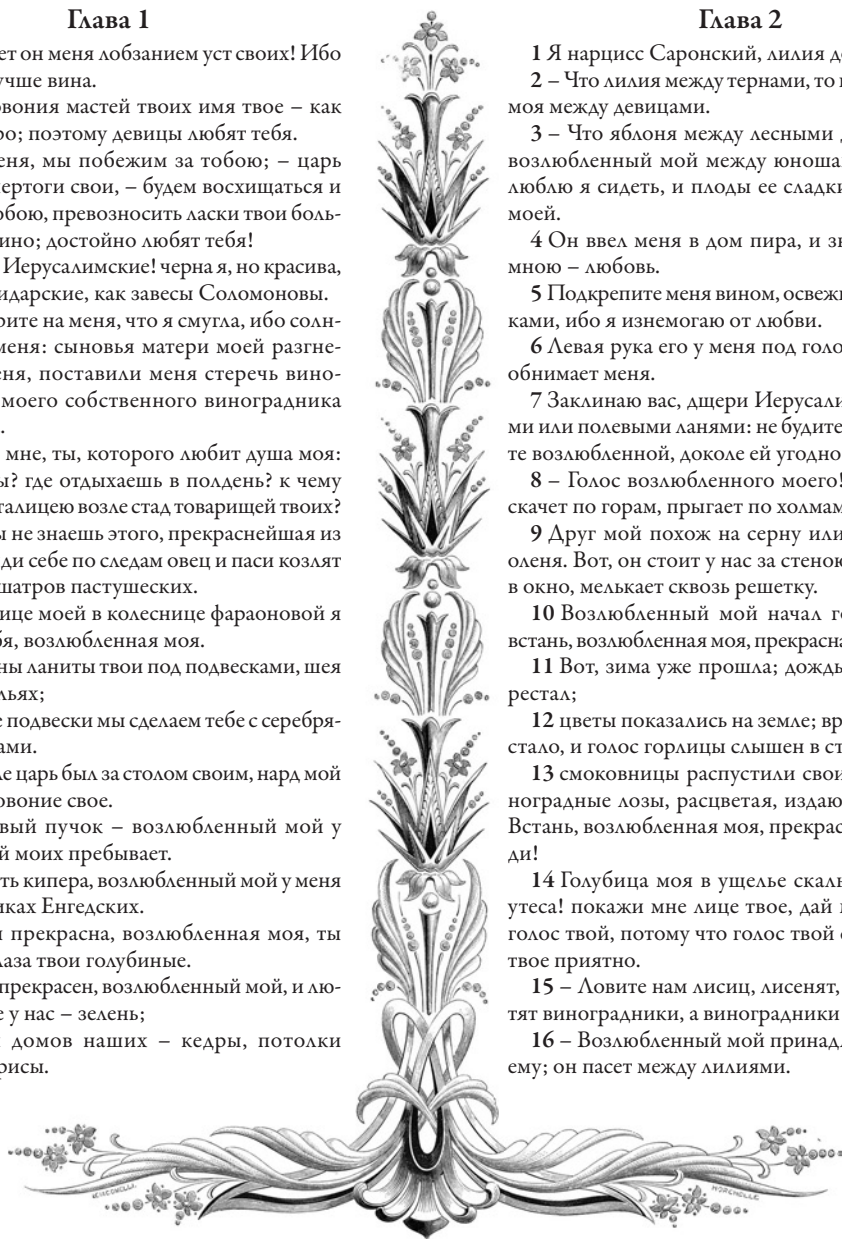 Глава 1
ет он меня лобзанием уст своих! Ибо
учше вина.
овония мастей твоих имя твое – как
ро; поэтому девицы любят тебя.
еня, мы побежим за тобою; – царь
чертоги свои, – будем восхищаться и
обою, превозносить ласки твои боль-
ино; достойно любят тебя!
Иерусалимские! черна я, но красива,
идарские, как завесы Соломоновы.
рите на меня, что я смугла, ибо солн-
меня: сыновья матери моей разгне-
еня, поставили меня стеречь вино-
моего собственного виноградника
.
мне, ты, которого любит душа моя:
ы? где отдыхаешь в полдень? к чему
талицею возле стад товарищей твоих?
ы не знаешь этого, прекраснейшая из
ди себе по следам овец и паси козлят
шатров пастушеских.
ице моей в колеснице фараоновой я
бя, возлюбленная моя.
ны ланиты твои под подвесками, шея
льях;
е подвески мы сделаем тебе с серебря-
ами.
ле царь был за столом своим, нард мой
овоние свое.
вый пучок – возлюбленный мой у
ей моих пребывает.
ть кипера, возлюбленный мой у меня
иках Енгедских.
и прекрасна, возлюбленная моя, ты
лаза твои голубиные.
прекрасен, возлюбленный мой, и лю-
е у нас – зелень;
и домов наших – кедры, потолки
рисы.
Глава 2
1 Я нарцисс Саронский, лилия до
2 – Что лилия между тернами, то
моя между девицами.
3 – Что яблоня между лесными
возлюбленный мой между юноша
люблю я сидеть, и плоды ее сладки
моей.
4 Он ввел меня в дом пира, и зн
мною – любовь.
5 Подкрепите меня вином, освежи
ками, ибо я изнемогаю от любви.
6 Левая рука его у меня под голо
обнимает меня.
7 Заклинаю вас, дщери Иерусали
ми или полевыми ланями: не будите
те возлюбленной, доколе ей угодно
8 – Голос возлюбленного моего!
скачет по горам, прыгает по холмам
9 Друг мой похож на серну или
оленя. Вот, он стоит у нас за стеною
в окно, мелькает сквозь решетку.
10 Возлюбленный мой начал го
встань, возлюбленная моя, прекрасна
11 Вот, зима уже прошла; дождь
рестал;
12 цветы показались на земле; вр
стало, и голос горлицы слышен в ст
13 смоковницы распустили свои
ноградные лозы, расцветая, издаю
Встань, возлюбленная моя, прекрас
ди!
14 Голубица моя в ущелье скалы
утеса! покажи мне лице твое, дай м
голос твой, потому что голос твой с
твое приятно.
15 – Ловите нам лисиц, лисенят,
тят виноградники, а виноградники
16 – Возлюбленный мой принадл
ему; он пасет между лилиями.